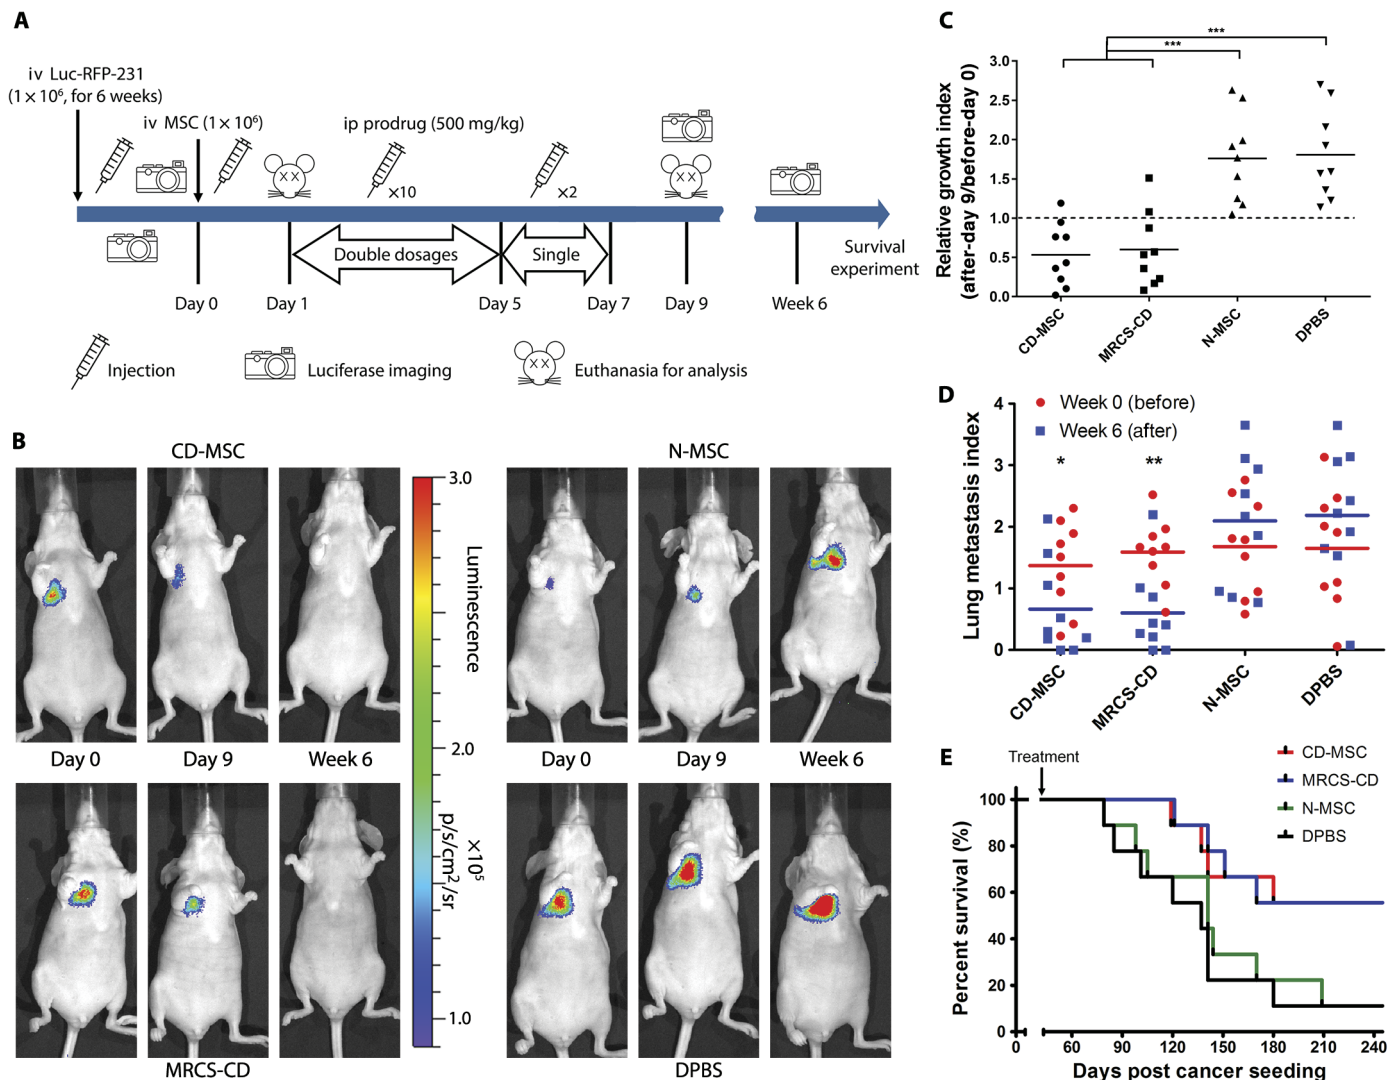 A
iv Luc-RFP-231
(1 × 10⁶, for 6 weeks)
iv MSC (1 × 10⁶)
ip prodrug (500 mg/kg)
×10
×2
Double dosages
Single
Survival
experiment
Day 0
Day 1
Day 5
Day 7
Day 9
Week 6
Injection
Luciferase imaging
Euthanasia for analysis
B
CD-MSC
N-MSC
Day 0
Day 9
Week 6
Day 0
Day 9
Week 6
MRCS-CD
DPBS
3.0
2.0
1.0
Luminescence
p/s/cm²/sr
×10⁵
C
***
***
Relative growth index
(after-day 9/before-day 0)
3.0
2.5
2.0
1.5
1.0
0.5
0.0
CD-MSC
MRCS-CD
N-MSC
DPBS
D
Week 0 (before)
Week 6 (after)
*
**
Lung metastasis index
4
3
2
1
0
CD-MSC
MRCS-CD
N-MSC
DPBS
E
Treatment
CD-MSC
MRCS-CD
N-MSC
DPBS
Percent survival (%)
100
80
60
40
20
0
0 60 90 120 150 180 210 240
Days post cancer seeding